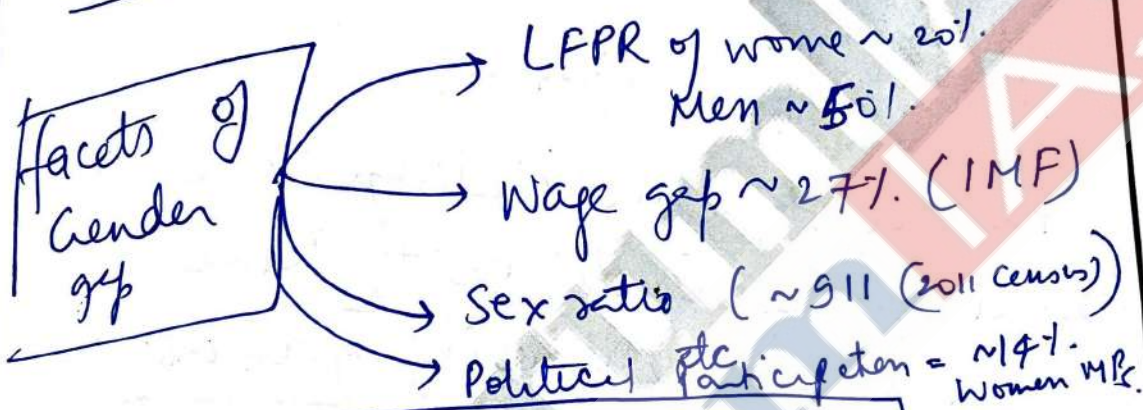 facets of
Gender
gap
LFPR of wome ~ 20%.
Men ~ 50%.
Wage gap ~ 27%. (IMF)
Sex ratio ( ~911 (2011 census))
etc
Political Participation = ~14%.
Women MPs.